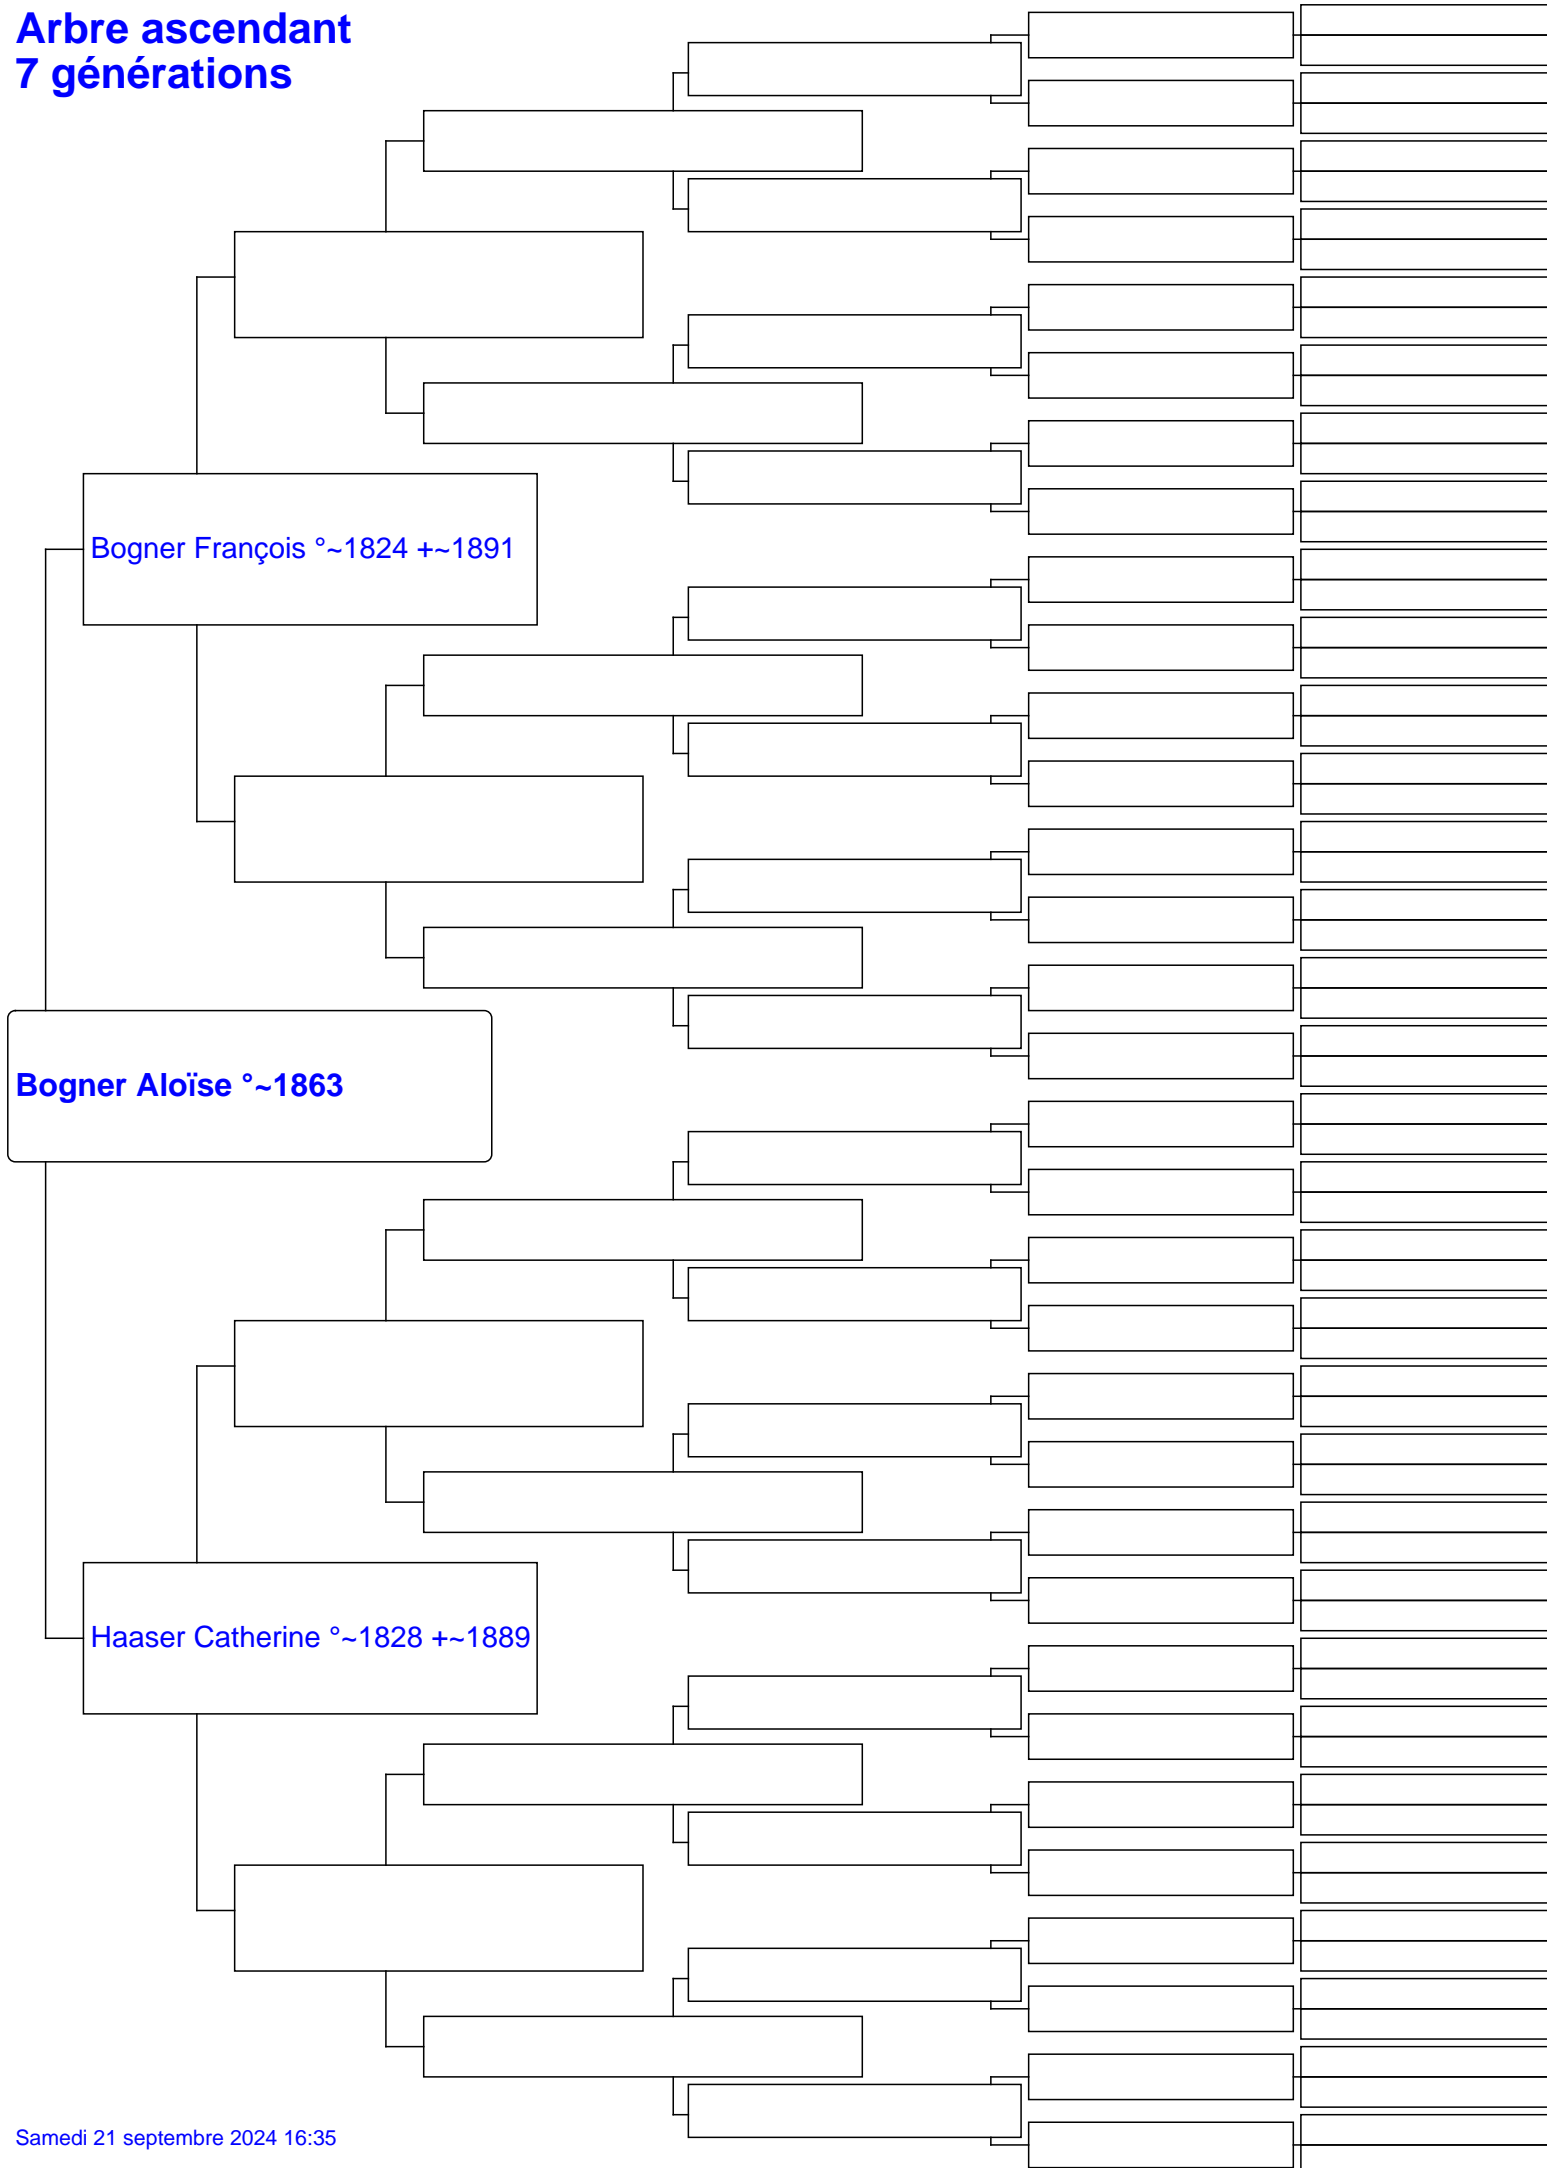 Arbre ascendant
7 générations
Bogner François °~1824 +~1891
Bogner Aloïse °~1863
Haaser Catherine °~1828 +~1889
Samedi 21 septembre 2024 16:35